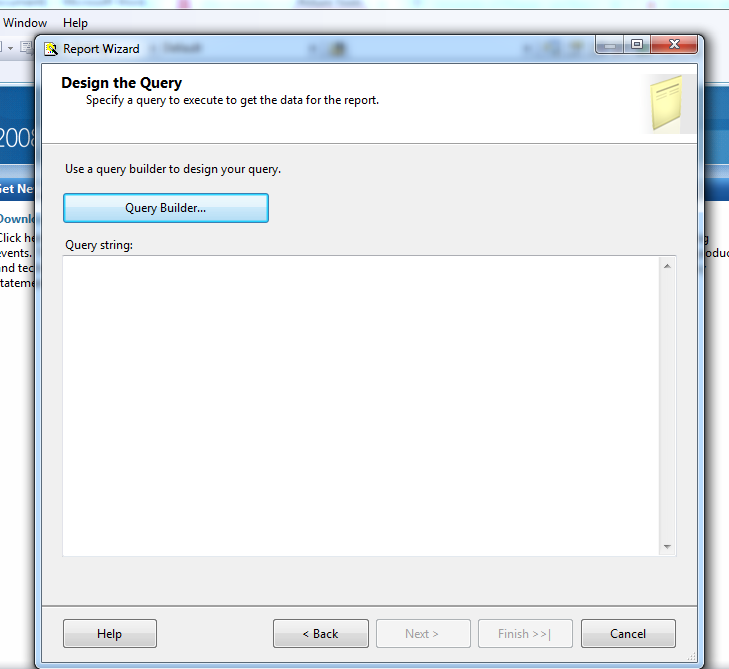 Window Help
Report Wizard
Design the Query
Specify a query to execute to get the data for the report.
2008
Use a query builder to design your query.
Get Ne
Query Builder...
Downl
Click he
Query string:
events.
oduc
and tec
tateme
Help
< Back
Next >
Finish >>|
Cancel